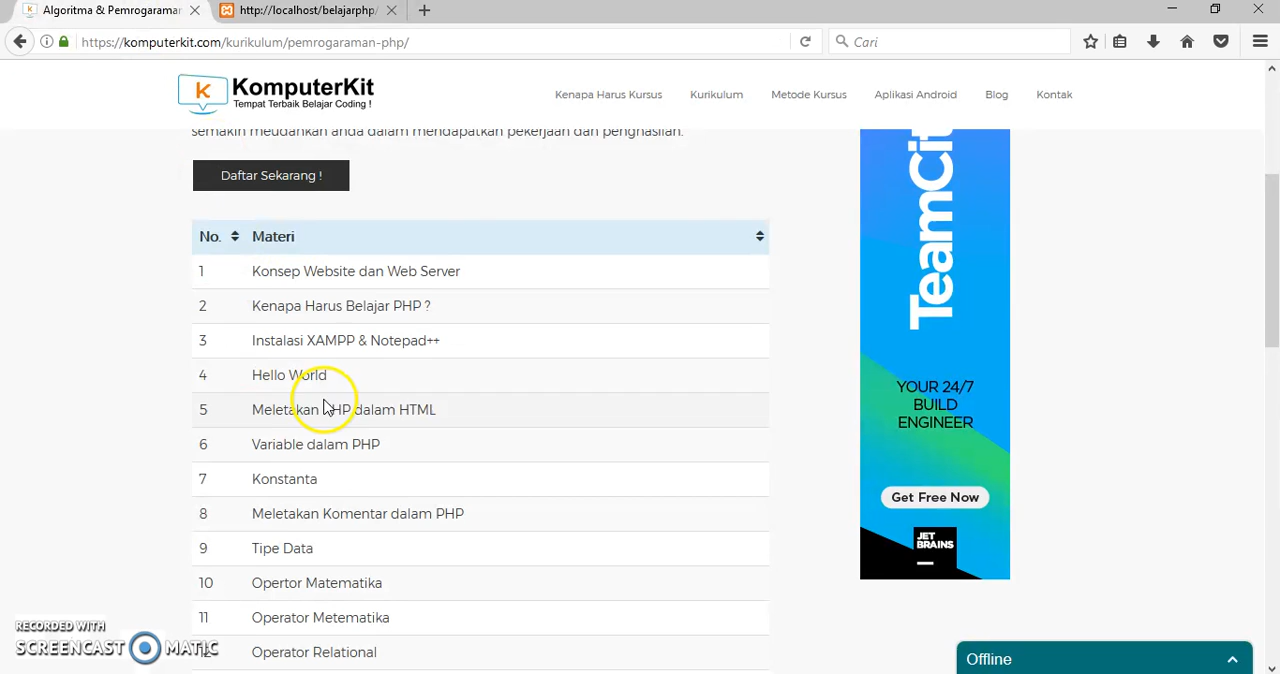 Algoritma & Pemrogaraman
http://localhost/belajarphp/
https://komputerkit.com/kurikulum/pemrogaraman-php/
Cari
K
KomputerKit
Tempat Terbaik Belajar Coding !
Kenapa Harus Kursus
Kurikulum
Metode Kursus
Aplikasi Android
Blog
Kontak
semakin meudahkan anda dalam mendapatkan pekerjaan dan penghasilan.
Daftar Sekarang !
No. Materi
1 Konsep Website dan Web Server
2 Kenapa Harus Belajar PHP ?
3 Instalasi XAMPP & Notepad++
4 Hello World
5 Meletakan PHP dalam HTML
6 Variable dalam PHP
7 Konstanta
8 Meletakan Komentar dalam PHP
9 Tipe Data
10 Opertor Matematika
11 Operator Metematika
12 Operator Relational
YOUR 24/7
BUILD
ENGINEER
Get Free Now
JET
BRAINS
RECORDED WITH
SCREENCAST MATIC
Offline